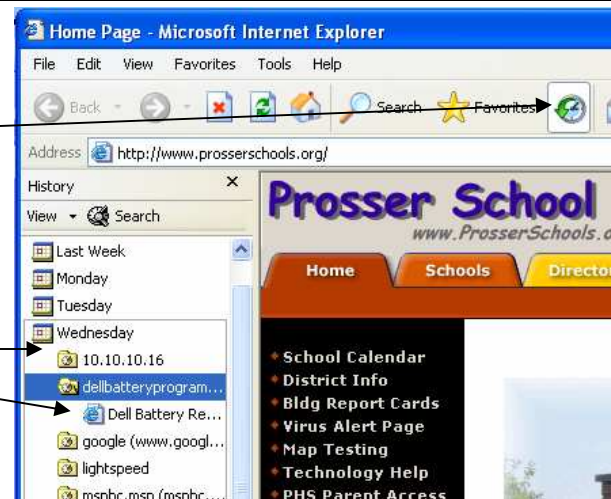 Home Page - Microsoft Internet Explorer
File Edit View Favorites Tools Help
Back Search Favorites
Address http://www.prosserschools.org/
History
View Search
Last Week
Monday
Tuesday
Wednesday
10.10.10.16
dellbatteryprogram...
Dell Battery Re...
google (www.googl...
lightspeed
msnbc.msn (msnbc....
Prosser School
www.ProsserSchools.o
Home Schools Director
School Calendar
District Info
Bldg Report Cards
Virus Alert Page
Map Testing
Technology Help
PHS Parent Access